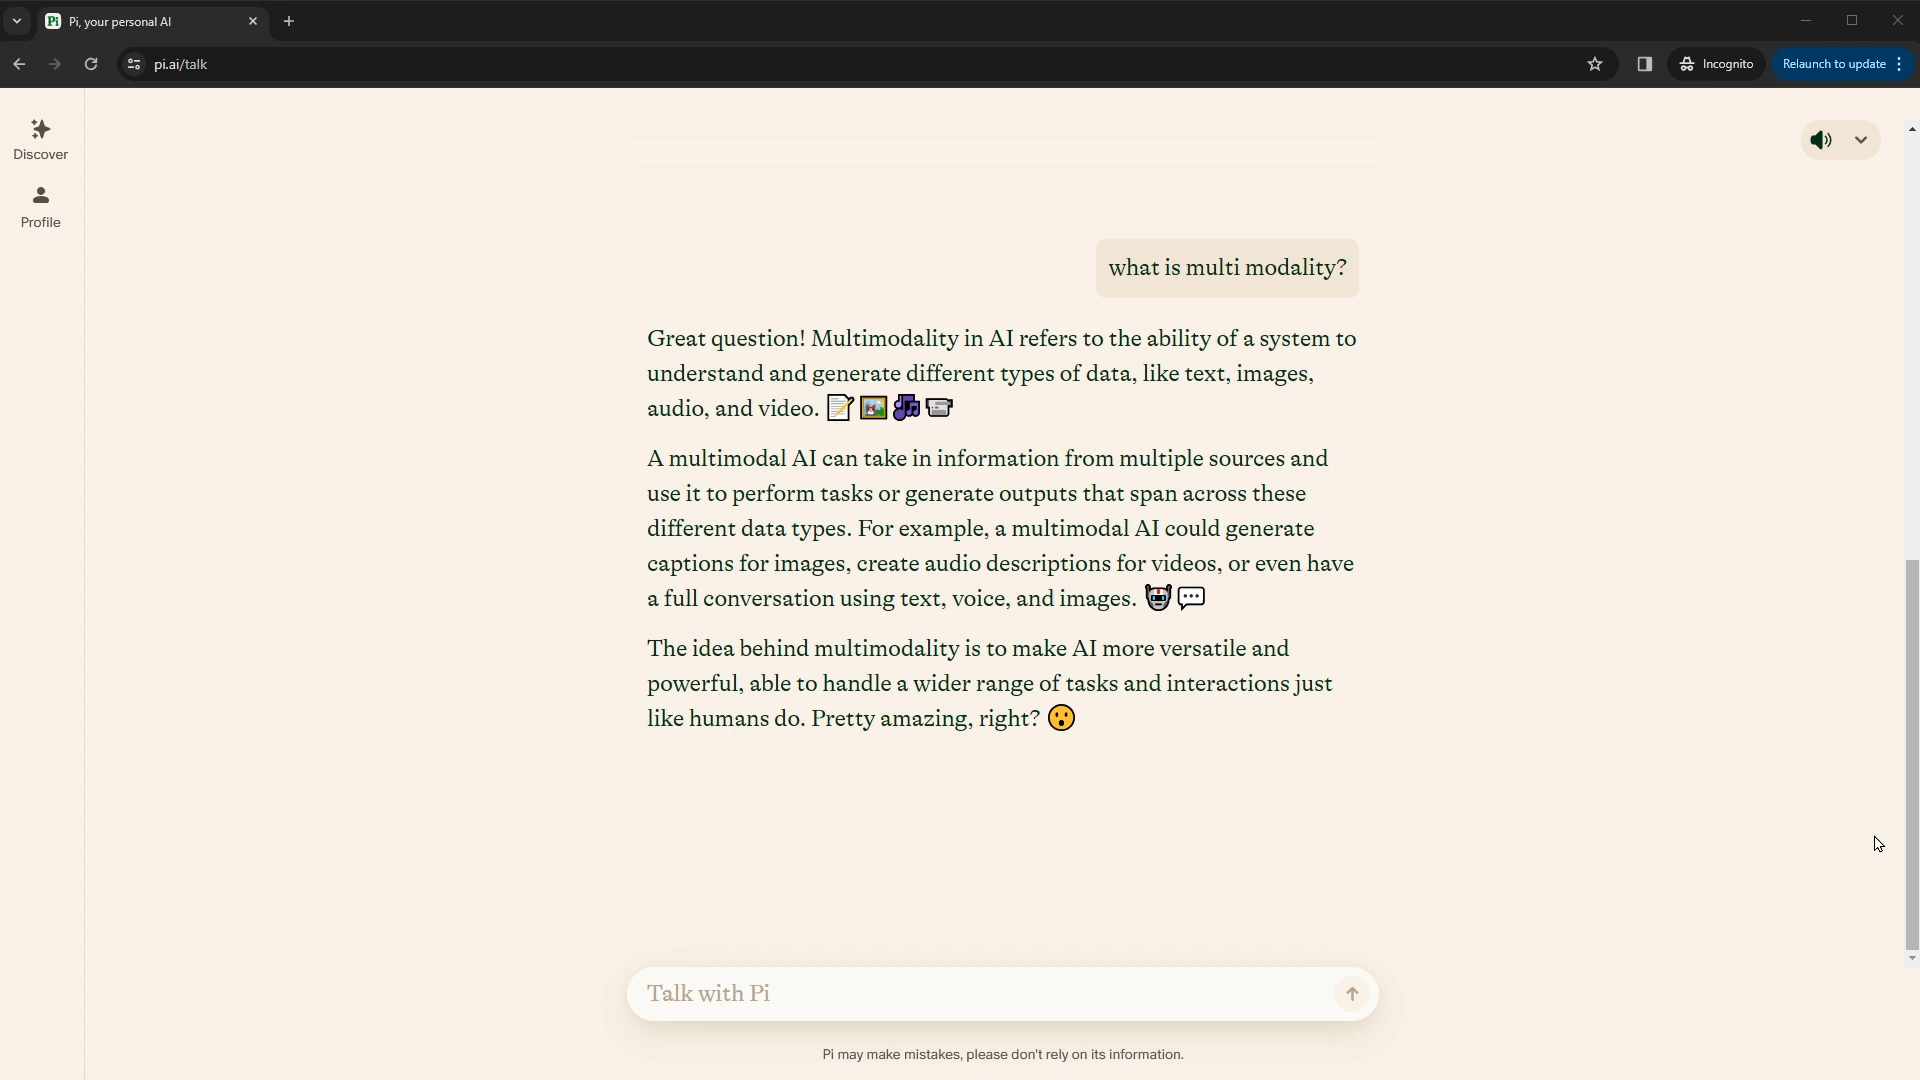 Pi, your personal AI
pi.ai/talk
Incognito
Relaunch to update
Discover
Profile
what is multi modality?
Great question! Multimodality in AI refers to the ability of a system to
understand and generate different types of data, like text, images,
audio, and video. 📝🖼️🎶📹
A multimodal AI can take in information from multiple sources and
use it to perform tasks or generate outputs that span across these
different data types. For example, a multimodal AI could generate
captions for images, create audio descriptions for videos, or even have
a full conversation using text, voice, and images. 🤖💬
The idea behind multimodality is to make AI more versatile and
powerful, able to handle a wider range of tasks and interactions just
like humans do. Pretty amazing, right? 😮
Talk with Pi
Pi may make mistakes, please don't rely on its information.